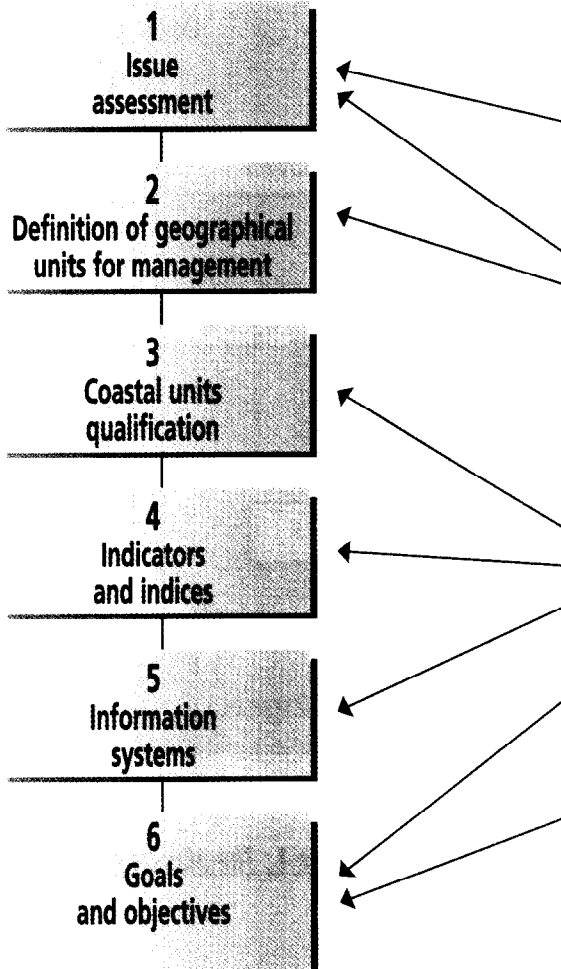 1
Issue
assessment
2
Definition of geographical
units for management
3
Coastal units
qualification
4
Indicators
and indices
5
Information
systems
6
Goals
and objectives